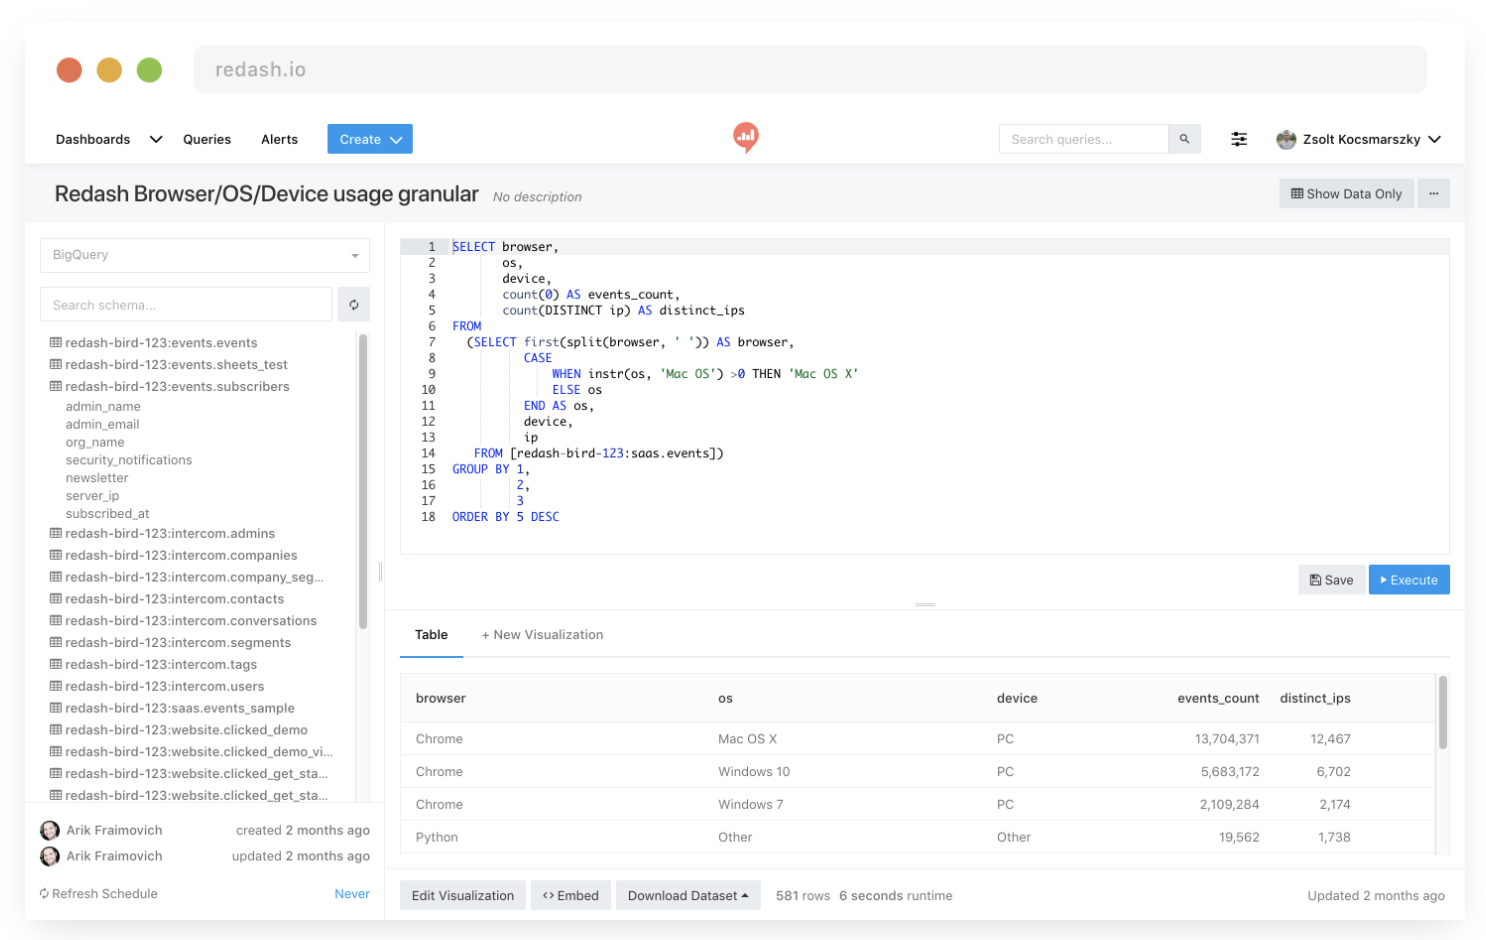 redash.io
Dashboards Queries Alerts Create Search queries... Zsolt Kocsmarszky
Redash Browser/OS/Device usage granular No description Show Data Only ...
BigQuery
Search schema...
redash-bird-123:events.events
redash-bird-123:events.sheets_test
redash-bird-123:events.subscribers
admin_name
admin_email
org_name
security_notifications
newsletter
server_ip
subscribed_at
redash-bird-123:intercom.admins
redash-bird-123:intercom.companies
redash-bird-123:intercom.company_seg...
redash-bird-123:intercom.contacts
redash-bird-123:intercom.conversations
redash-bird-123:intercom.segments
redash-bird-123:intercom.tags
redash-bird-123:intercom.users
redash-bird-123:saas.events_sample
redash-bird-123:website.clicked_demo
redash-bird-123:website.clicked_demo_vi...
redash-bird-123:website.clicked_get_sta...
redash-bird-123:website.clicked_get_sta...
Arik Fraimovich created 2 months ago
Arik Fraimovich updated 2 months ago
Refresh Schedule Never
1 SELECT browser,
2 os,
3 device,
4 count(0) AS events_count,
5 count(DISTINCT ip) AS distinct_ips
6 FROM
7 (SELECT first(split(browser, ' ')) AS browser,
8 CASE
9 WHEN instr(os, 'Mac OS') >0 THEN 'Mac OS X'
10 ELSE os
11 END AS os,
12 device,
13 ip
14 FROM [redash-bird-123:saas.events])
15 GROUP BY 1,
16 2,
17 3
18 ORDER BY 5 DESC
Save Execute
Table + New Visualization
browser os device events_count distinct_ips
Chrome Mac OS X PC 13,704,371 12,467
Chrome Windows 10 PC 5,683,172 6,702
Chrome Windows 7 PC 2,109,284 2,174
Python Other Other 19,562 1,738
Edit Visualization <> Embed Download Dataset 581 rows 6 seconds runtime Updated 2 months ago